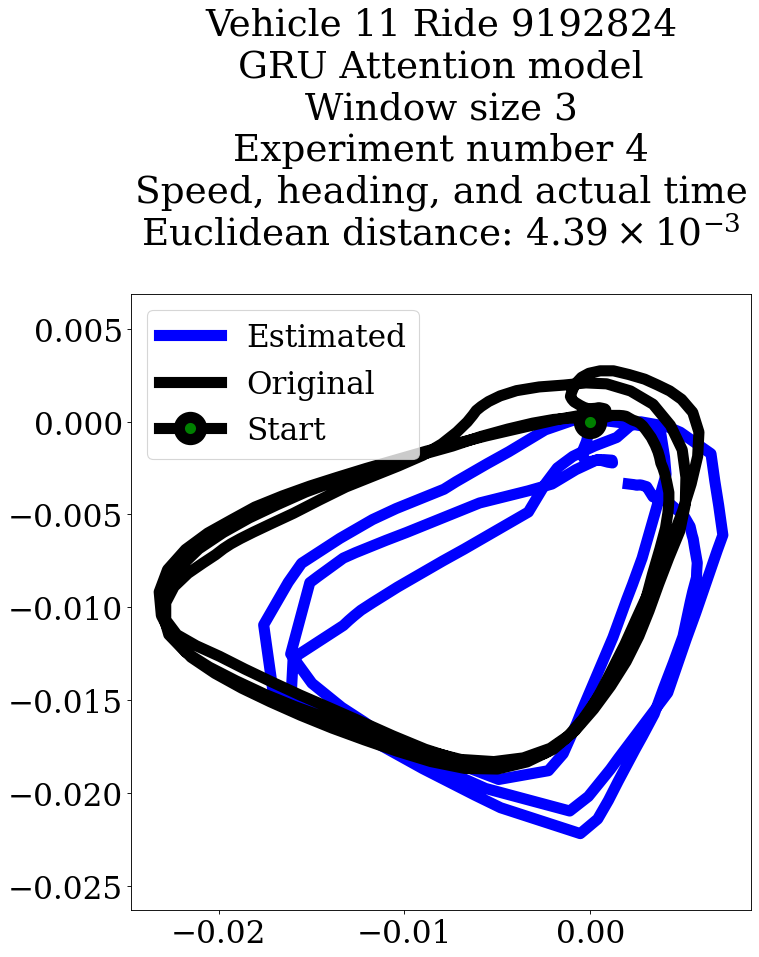 Vehicle 11 Ride 9192824
GRU Attention model
Window size 3
Experiment number 4
Speed, heading, and actual time
Euclidean distance: 4.39 × 10⁻³
Estimated
Original
Start
0.005
0.000
−0.005
−0.010
−0.015
−0.020
−0.025
−0.02
−0.01
0.00